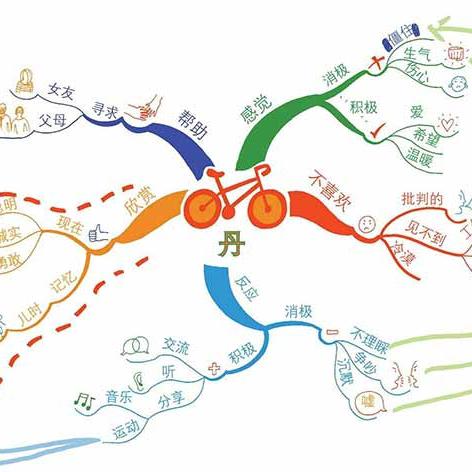 丹
帮助
寻求
女友
父母
感觉
消极
僵住
生气
伤心
积极
爱
希望
温暖
不喜欢
批判的
见不到
冷漠
反应
消极
不理睬
争吵
沉默
嘘
积极
交流
听
分享
音乐
运动
欣赏
现在
明
诚实
勇敢
记忆
儿时